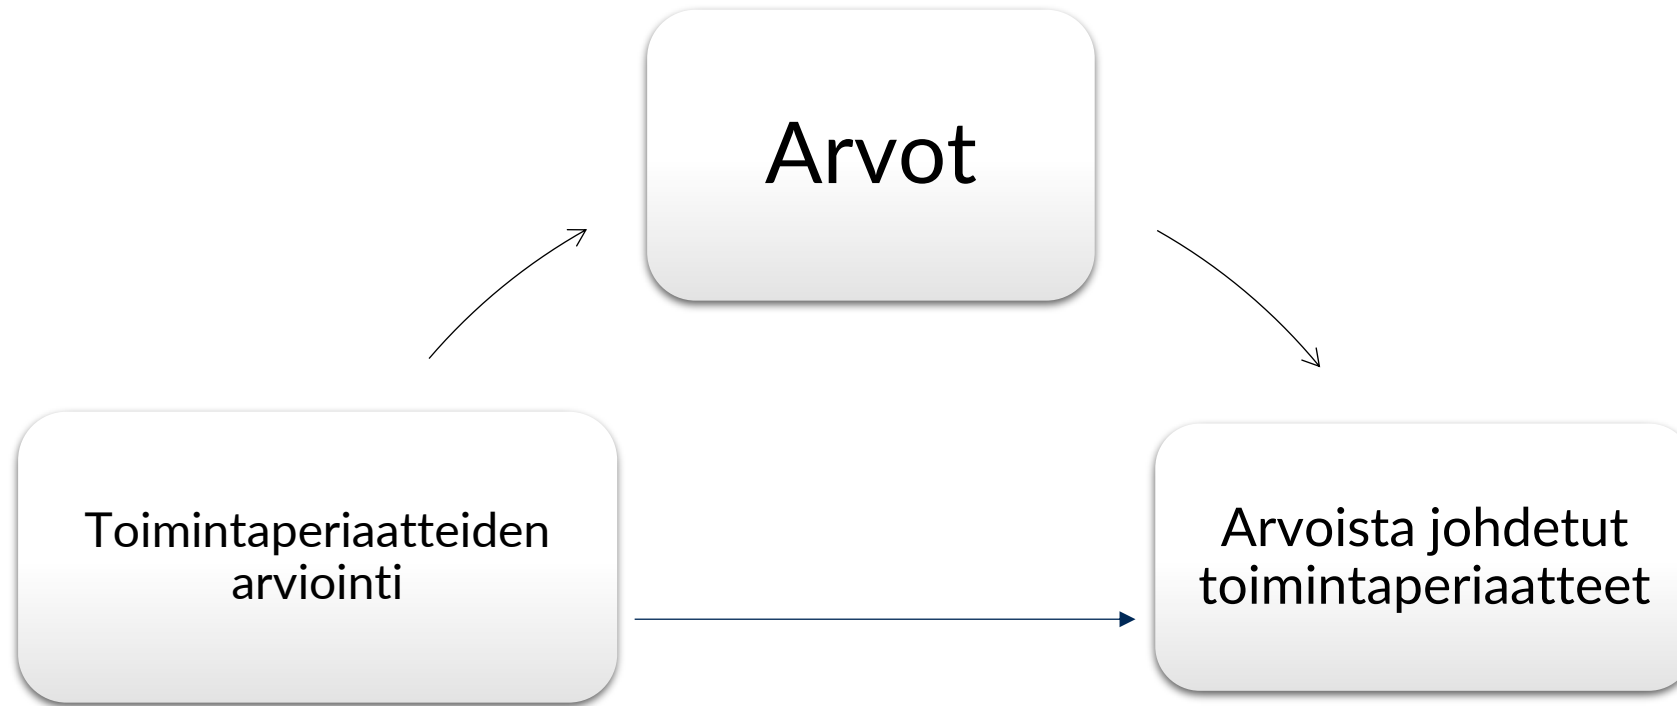 Arvot
Toimintaperiaatteiden
arviointi
Arvoista johdetut
toimintaperiaatteet